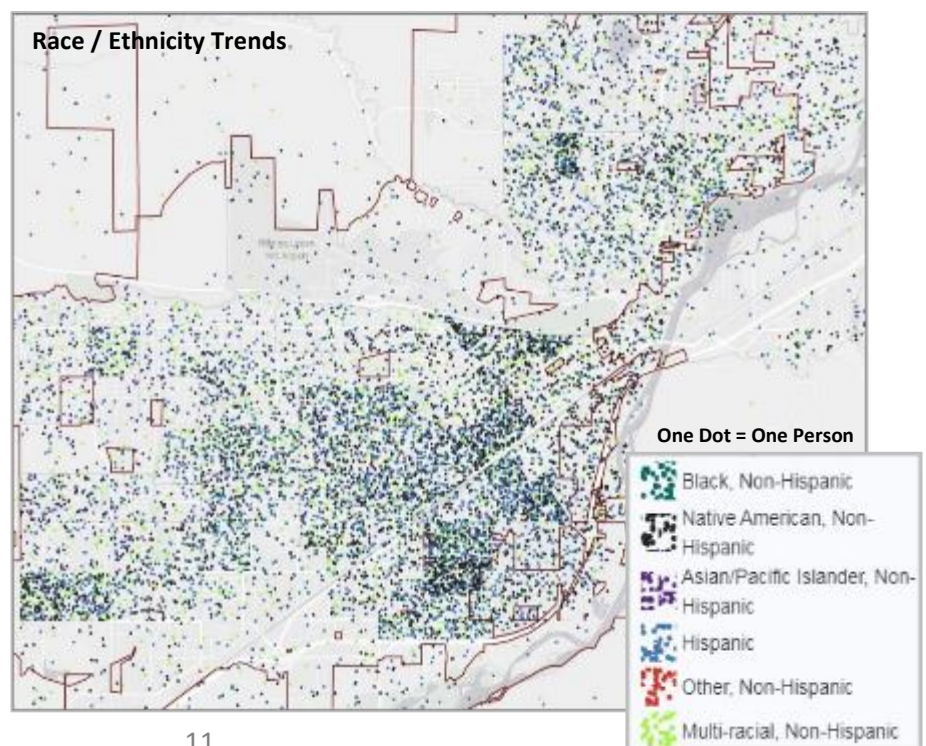 Race / Ethnicity Trends
One Dot = One Person
Black, Non-Hispanic
Native American, Non-
Hispanic
Asian/Pacific Islander, Non-
Hispanic
Hispanic
Other, Non-Hispanic
Multi-racial, Non-Hispanic
11